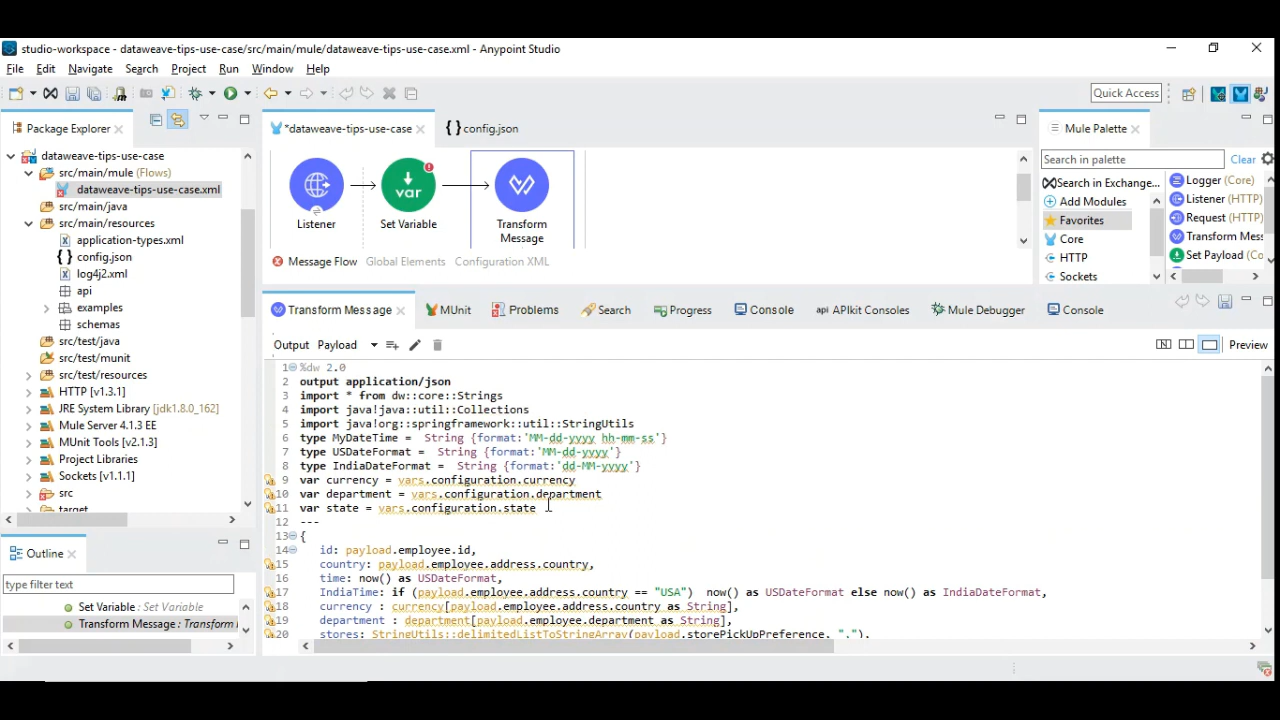 studio-workspace - dataweave-tips-use-case/src/main/mule/dataweave-tips-use-case.xml - Anypoint Studio
File Edit Navigate Search Project Run Window Help
Quick Access
Package Explorer
*dataweave-tips-use-case
{ } config.json
Mule Palette
dataweave-tips-use-case
src/main/mule (Flows)
dataweave-tips-use-case.xml
src/main/java
src/main/resources
application-types.xml
{ } config.json
log4j2.xml
api
examples
schemas
src/test/java
src/test/munit
src/test/resources
HTTP [v1.3.1]
JRE System Library [jdk1.8.0_162]
Mule Server 4.1.3 EE
MUnit Tools [v2.1.3]
Project Libraries
Sockets [v1.1.1]
src
target
var
Listener
Set Variable
Transform
Message
Message Flow Global Elements Configuration XML
Search in palette
Clear
Search in Exchange...
Add Modules
Favorites
Core
HTTP
Sockets
Logger (Core)
Listener (HTTP)
Request (HTTP)
Transform Mess
Set Payload (Co
Transform Message
MUnit
Problems
Search
Progress
Console
api APIkit Consoles
Mule Debugger
Console
Output Payload
Preview
1 %dw 2.0
2 output application/json
3 import * from dw::core::Strings
4 import java!java::util::Collections
5 import java!org::springframework::util::StringUtils
6 type MyDateTime = String {format:'MM-dd-yyyy hh-mm-ss'}
7 type USDateFormat = String {format:'MM-dd-yyyy'}
8 type IndiaDateFormat = String {format:'dd-MM-yyyy'}
9 var currency = vars.configuration.currency
10 var department = vars.configuration.department
11 var state = vars.configuration.state
12 ---
13 {
14 id: payload.employee.id,
15 country: payload.employee.address.country,
16 time: now() as USDateFormat,
17 IndiaTime: if (payload.employee.address.country == "USA") now() as USDateFormat else now() as IndiaDateFormat,
18 currency : currency[payload.employee.address.country as String],
19 department : department[payload.employee.department as String],
20 stores: StringUtils::delimitedListToStringArray(payload.storePickUpPreference, ","),
Outline
type filter text
Set Variable : Set Variable
Transform Message : Transform